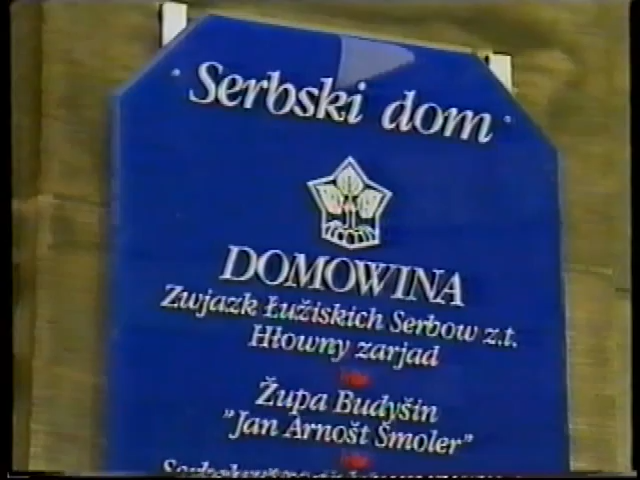 Serbski dom
DOMOWINA
Zwjazk Łužiskich Serbow z.t.
Hłowny zarjad
Župa Budyšin
"Jan Arnošt Smoler"